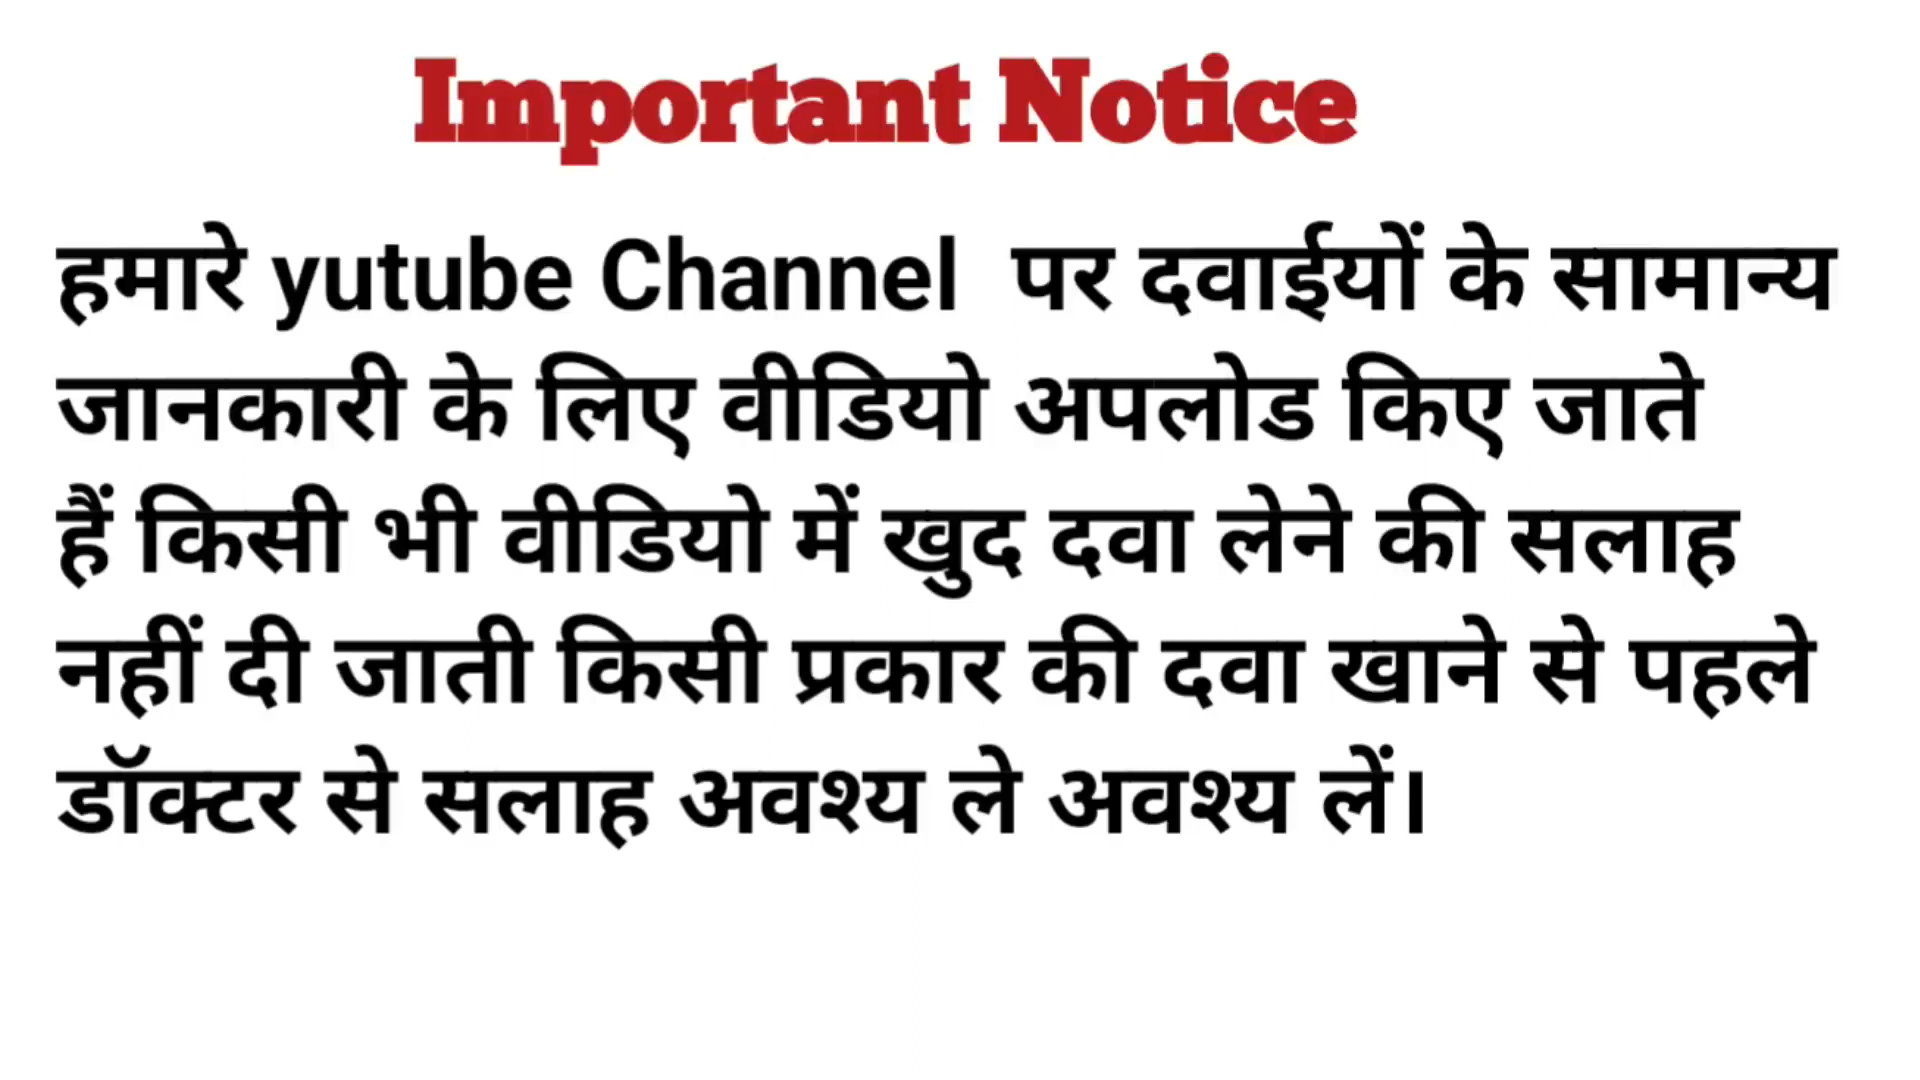 Important Notice
हमारे yutube Channel पर दवाईयों के सामान्य
जानकारी के लिए वीडियो अपलोड किए जाते
हैं किसी भी वीडियो में खुद दवा लेने की सलाह
नहीं दी जाती किसी प्रकार की दवा खाने से पहले
डॉक्टर से सलाह अवश्य ले अवश्य लें।